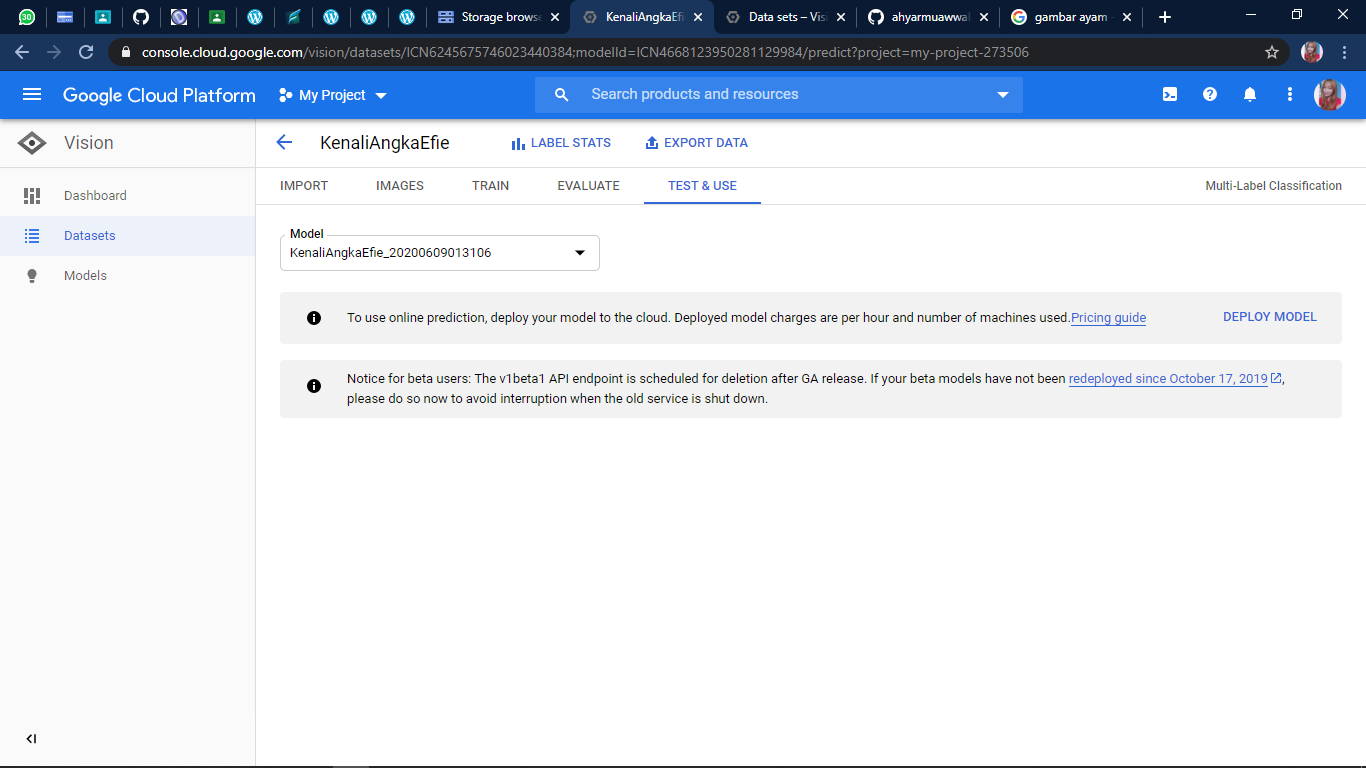 30
Storage browse
KenaliAngkaEfi
Data sets – Visi
ahyarmuawwal
gambar ayam -
console.cloud.google.com/vision/datasets/ICN6245675746023440384;modelId=ICN4668123950281129984/predict?project=my-project-273506
Google Cloud Platform
My Project
Search products and resources
Vision
KenaliAngkaEfie
LABEL STATS
EXPORT DATA
Dashboard
Datasets
Models
IMPORT
IMAGES
TRAIN
EVALUATE
TEST & USE
Multi-Label Classification
Model
KenaliAngkaEfie_20200609013106
To use online prediction, deploy your model to the cloud. Deployed model charges are per hour and number of machines used.Pricing guide
DEPLOY MODEL
Notice for beta users: The v1beta1 API endpoint is scheduled for deletion after GA release. If your beta models have not been redeployed since October 17, 2019,
please do so now to avoid interruption when the old service is shut down.